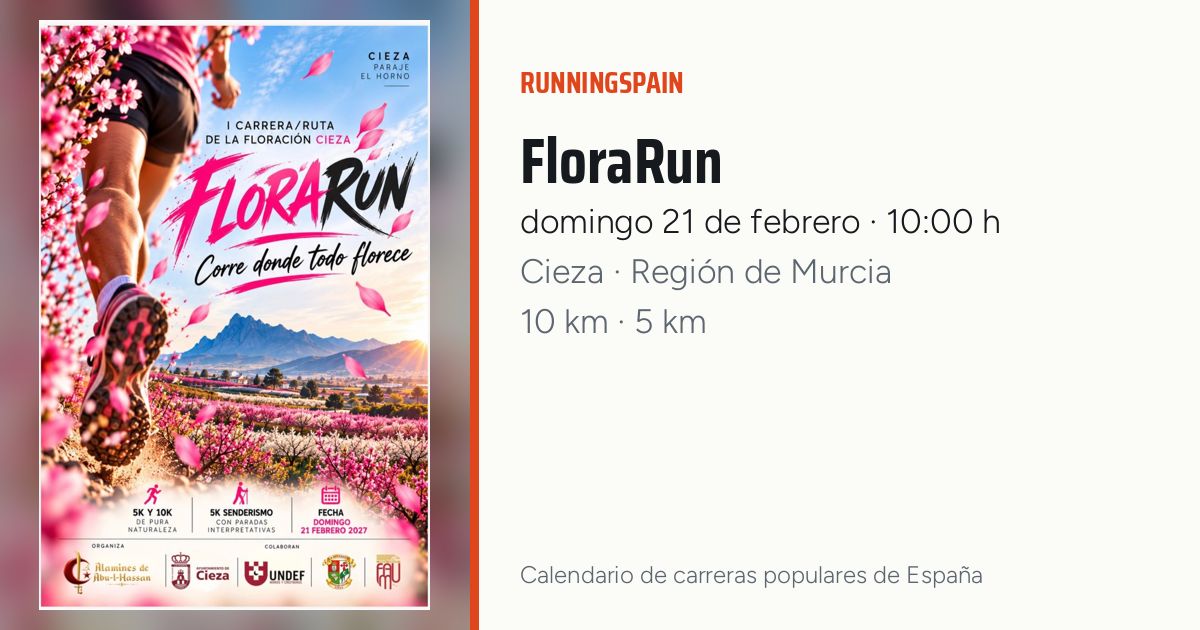 CIEZA
PARAJE
EL HORNO
I CARRERA/RUTA
DE LA FLORACIÓN CIEZA
FLORARUN
Corre donde todo florece
5K Y 10K
DE PURA
NATURALEZA
5K SENDERISMO
CON PARADAS
INTERPRETATIVAS
FECHA
DOMINGO
21 FEBRERO 2027
ORGANIZA
COLABORAN
Alamines de
Abu-l-Hassan
AYUNTAMIENTO DE
Cieza
UNDEF
RUNNINGSPAIN
FloraRun
domingo 21 de febrero · 10:00 h
Cieza · Región de Murcia
10 km · 5 km
Calendario de carreras populares de España